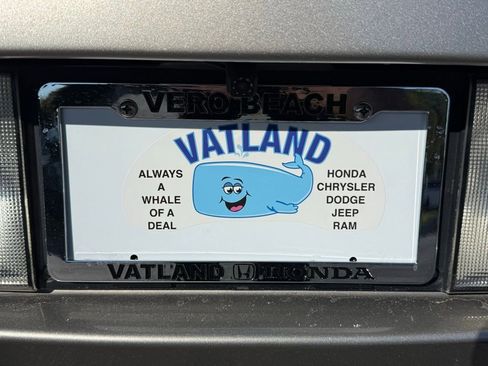 VERO BEACH
VATLAND
ALWAYS
A
WHALE
OF A
DEAL
HONDA
CHRYSLER
DODGE
JEEP
RAM
VATLAND HONDA